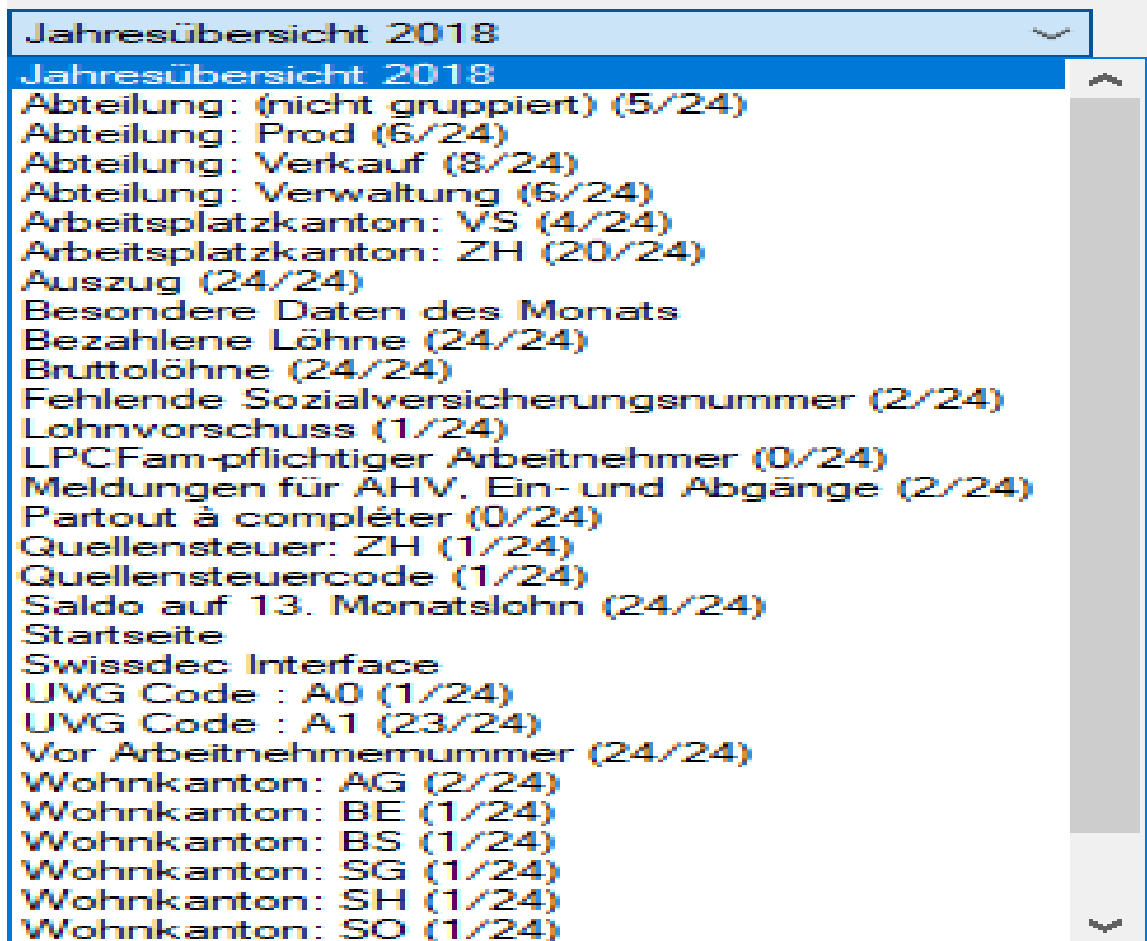 Jahresübersicht 2018
Jahresübersicht 2018
Abteilung: (nicht gruppiert) (5/24)
Abteilung: Prod (6/24)
Abteilung: Verkauf (8/24)
Abteilung: Verwaltung (6/24)
Arbeitsplatzkanton: VS (4/24)
Arbeitsplatzkanton: ZH (20/24)
Auszug (24/24)
Besondere Daten des Monats
Bezahlene Löhne (24/24)
Bruttolöhne (24/24)
Fehlende Sozialversicherungsnummer (2/24)
Lohnvorschuss (1/24)
LPCFam-pflichtiger Arbeitnehmer (0/24)
Meldungen für AHV, Ein- und Abgänge (2/24)
Partout à compléter (0/24)
Quellensteuer: ZH (1/24)
Quellensteuercode (1/24)
Saldo auf 13. Monatslohn (24/24)
Startseite
Swissdec Interface
UVG Code : A0 (1/24)
UVG Code : A1 (23/24)
Vor Arbeitnehmernummer (24/24)
Wohnkanton: AG (2/24)
Wohnkanton: BE (1/24)
Wohnkanton: BS (1/24)
Wohnkanton: SG (1/24)
Wohnkanton: SH (1/24)
Wohnkanton: SO (1/24)